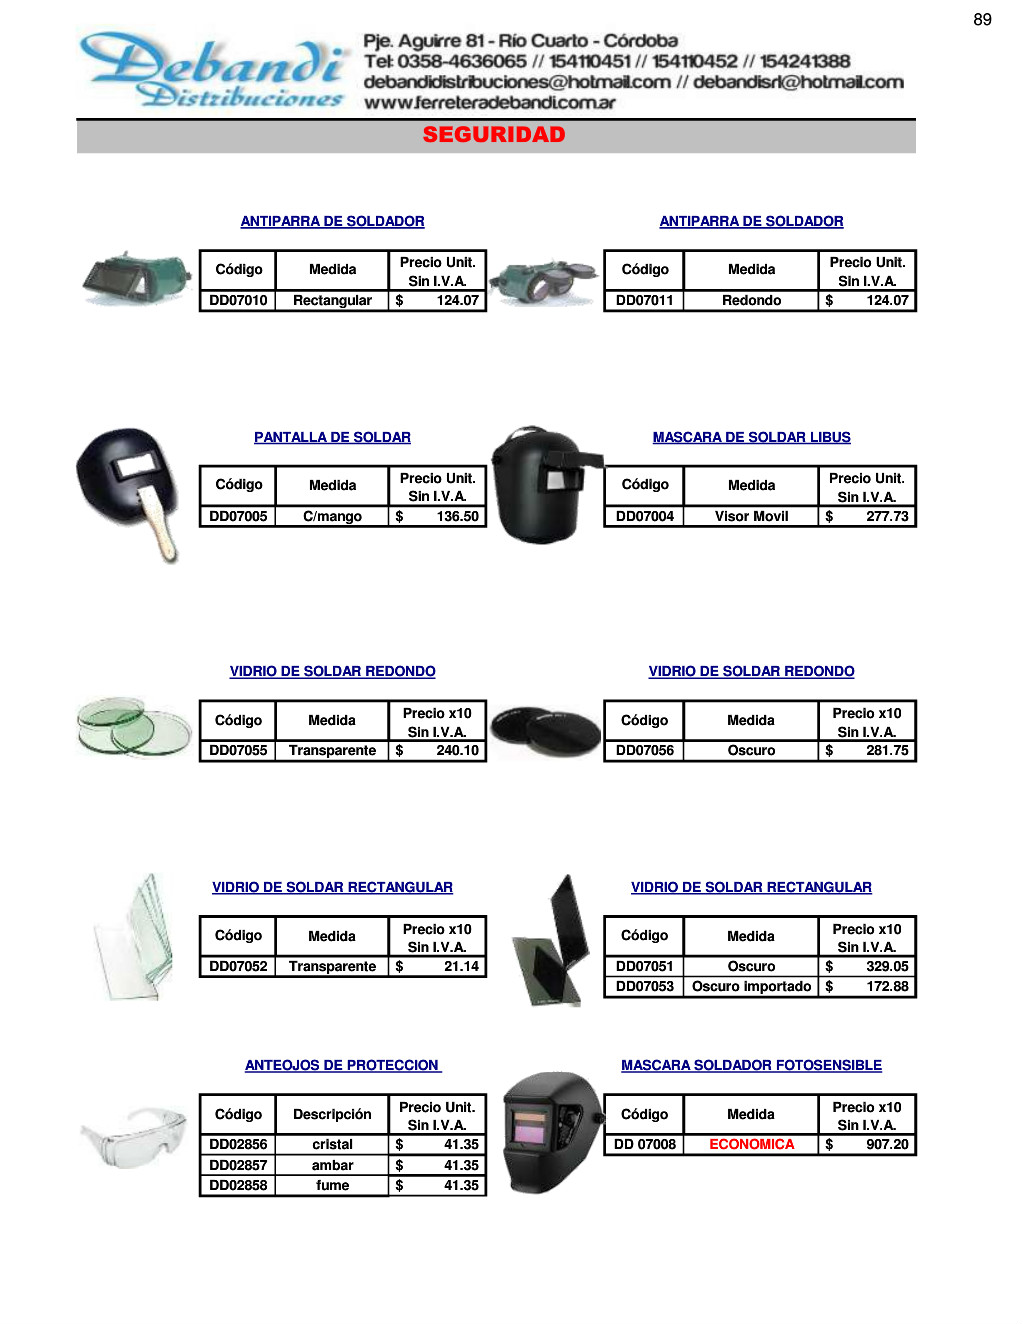 89
Debandi
Distribuciones
Pje. Aguirre 81 - Río Cuarto - Córdoba
Tel: 0358-4636065 // 154110451 // 154110452 // 154241388
debandidistribuciones@hotmail.com // debandisrl@hotmail.com
www.ferreteradebandi.com.ar
SEGURIDAD
ANTIPARRA DE SOLDADOR
Código Medida Precio Unit. Sin I.V.A.
DD07010 Rectangular $ 124.07
ANTIPARRA DE SOLDADOR
Código Medida Precio Unit. Sin I.V.A.
DD07011 Redondo $ 124.07
PANTALLA DE SOLDAR
Código Medida Precio Unit. Sin I.V.A.
DD07005 C/mango $ 136.50
MASCARA DE SOLDAR LIBUS
Código Medida Precio Unit. Sin I.V.A.
DD07004 Visor Movil $ 277.73
VIDRIO DE SOLDAR REDONDO
Código Medida Precio x10 Sin I.V.A.
DD07055 Transparente $ 240.10
VIDRIO DE SOLDAR REDONDO
Código Medida Precio x10 Sin I.V.A.
DD07056 Oscuro $ 281.75
VIDRIO DE SOLDAR RECTANGULAR
Código Medida Precio x10 Sin I.V.A.
DD07052 Transparente $ 21.14
VIDRIO DE SOLDAR RECTANGULAR
Código Medida Precio x10 Sin I.V.A.
DD07051 Oscuro $ 329.05
DD07053 Oscuro importado $ 172.88
ANTEOJOS DE PROTECCION
Código Descripción Precio Unit. Sin I.V.A.
DD02856 cristal $ 41.35
DD02857 ambar $ 41.35
DD02858 fume $ 41.35
MASCARA SOLDADOR FOTOSENSIBLE
Código Medida Precio x10 Sin I.V.A.
DD 07008 ECONOMICA $ 907.20